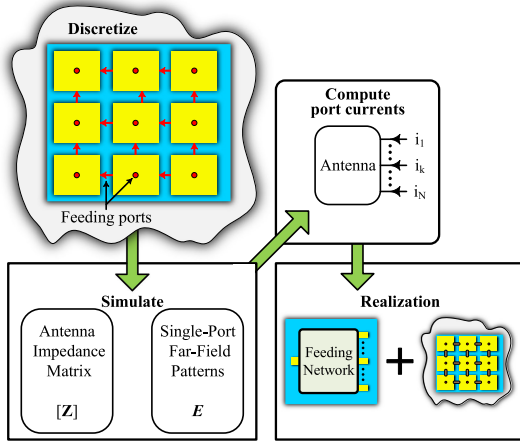 Discretize
Feeding ports
Compute
port currents
Antenna
i1
ik
iN
Simulate
Antenna
Impedance
Matrix
[Z]
Single-Port
Far-Field
Patterns
E
Realization
Feeding
Network
+